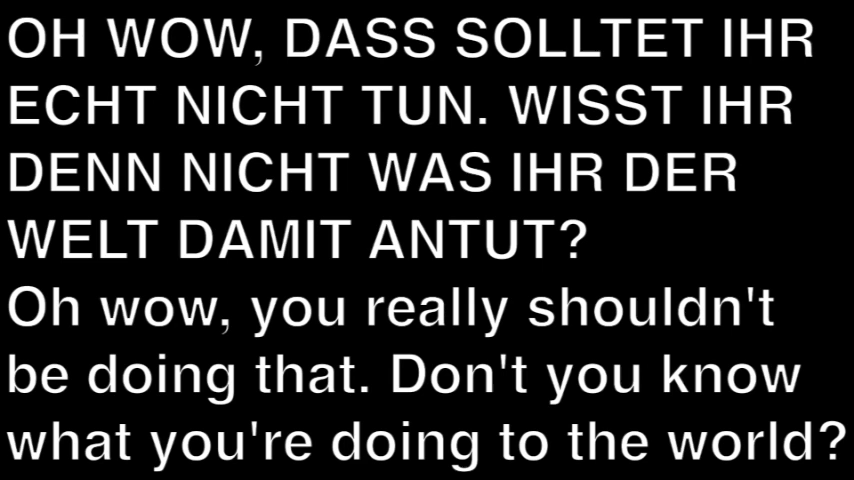 OH WOW, DASS SOLLTET IHR
ECHT NICHT TUN. WISST IHR
DENN NICHT WAS IHR DER
WELT DAMIT ANTUT?
Oh wow, you really shouldn't
be doing that. Don't you know
what you're doing to the world?